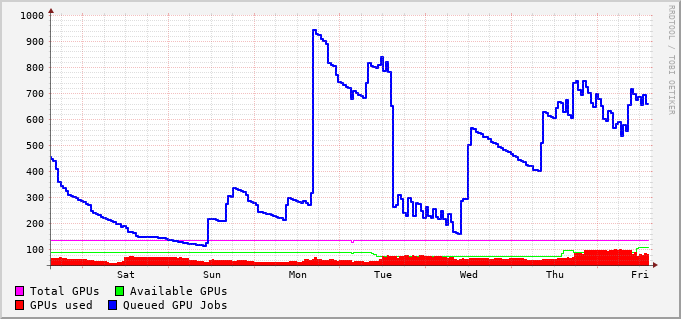 1000
900
800
700
600
500
400
300
200
100
Sat Sun Mon Tue Wed Thu Fri
Total GPUs Available GPUs
GPUs used Queued GPU Jobs
RRDTOOL / TOBI OETIKER